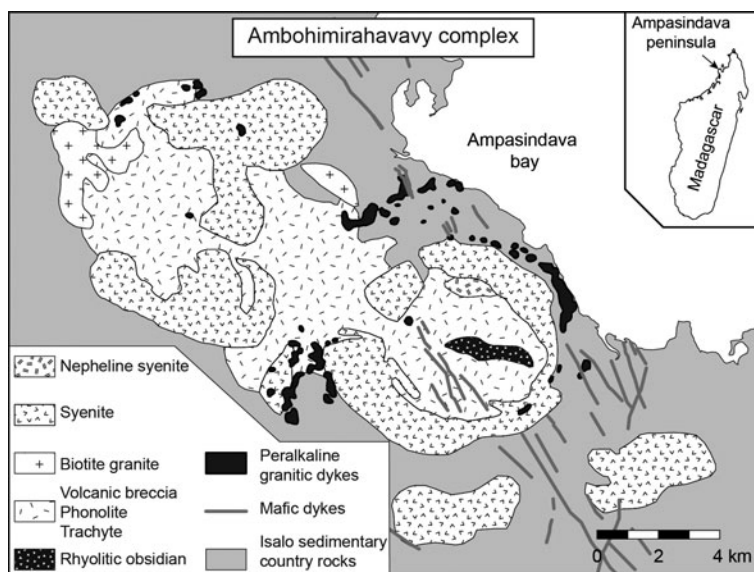 Ambohimirahavavy complex
Ampasindava
peninsula
Madagascar
Ampasindava
bay
Nepheline syenite
Syenite
Biotite granite
Volcanic breccia
Phonolite
Trachyte
Rhyolitic obsidian
Peralkaline
granitic dykes
Mafic dykes
Isalo sedimentary
country rocks
0 2 4 km